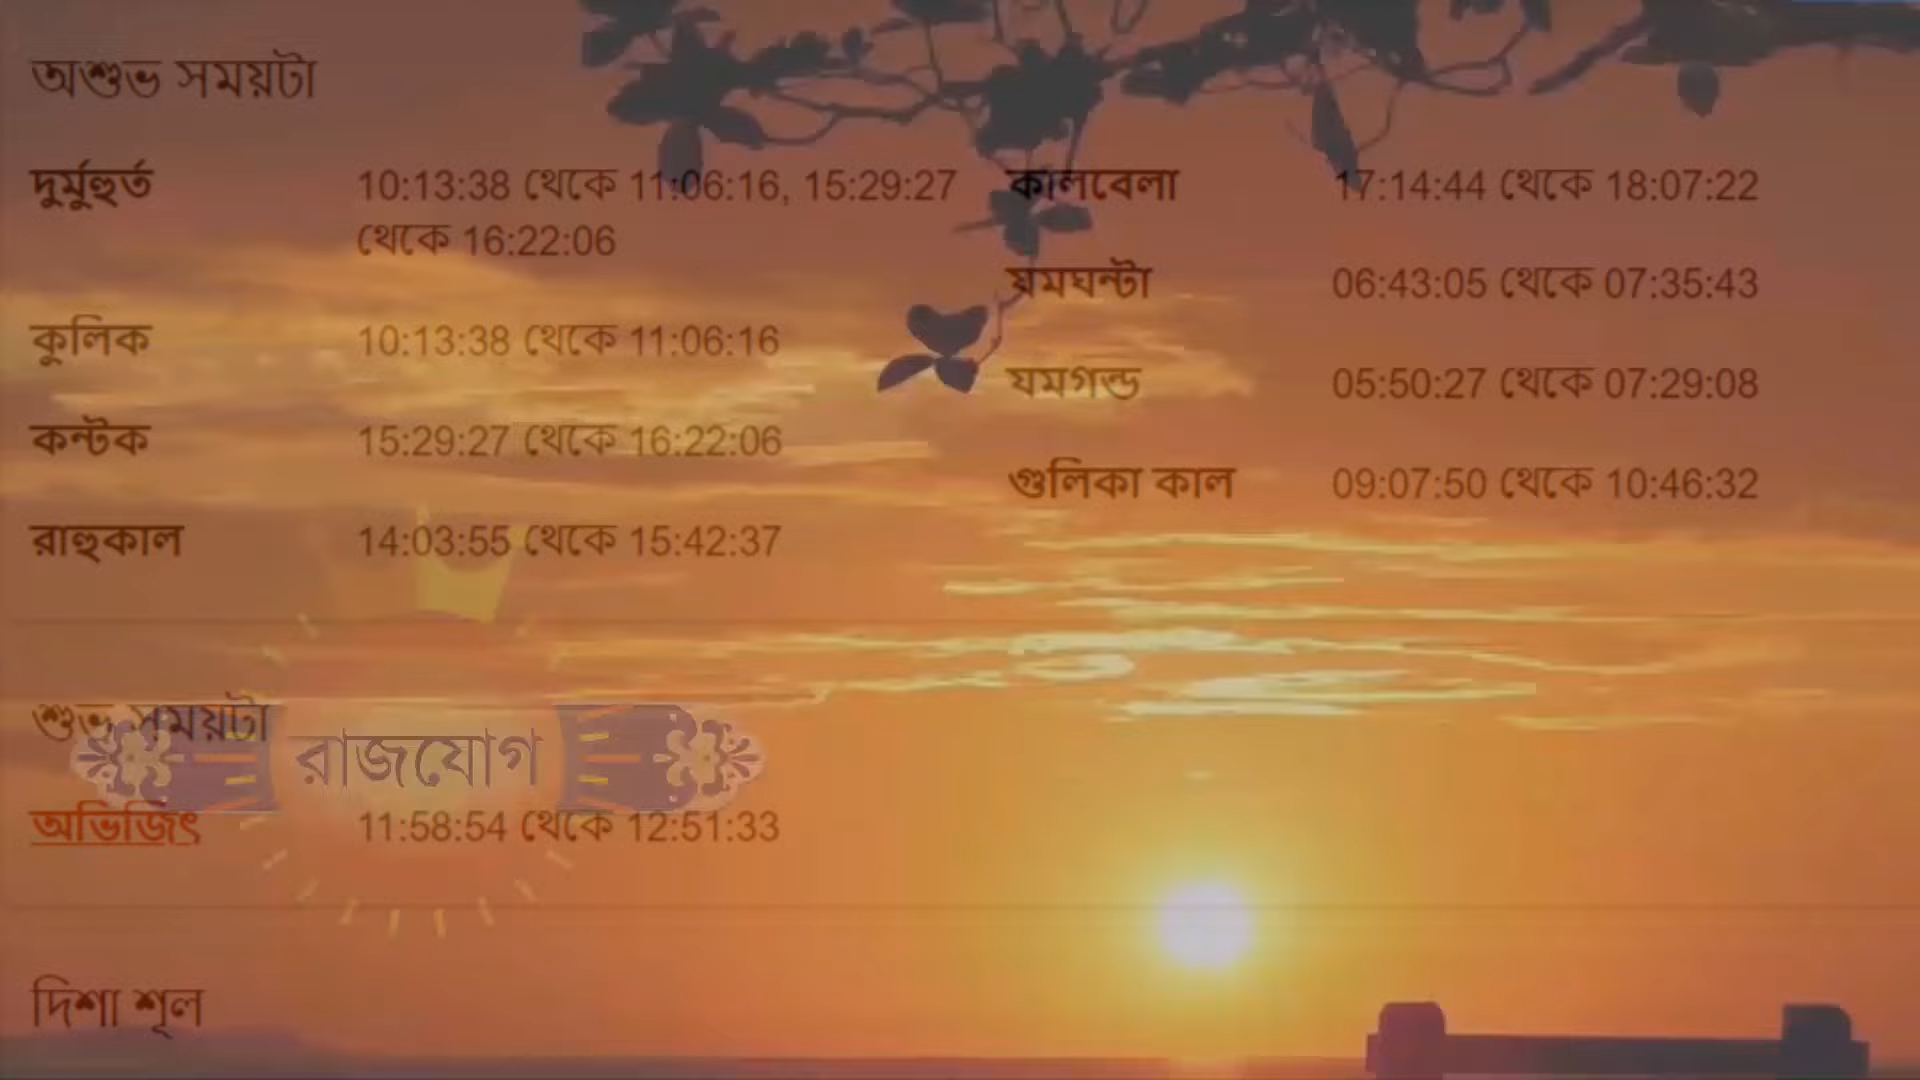 অশুভ সময়টা
দুর্মুহুর্ত 10:13:38 থেকে 11:06:16, 15:29:27 থেকে 16:22:06
কুলিক 10:13:38 থেকে 11:06:16
কন্টক 15:29:27 থেকে 16:22:06
রাহুকাল 14:03:55 থেকে 15:42:37
কালবেলা 17:14:44 থেকে 18:07:22
যমঘন্টা 06:43:05 থেকে 07:35:43
যমগন্ড 05:50:27 থেকে 07:29:08
গুলিকা কাল 09:07:50 থেকে 10:46:32
শুভ সময়টা
রাজযোগ
অভিজিৎ 11:58:54 থেকে 12:51:33
দিশা শূল